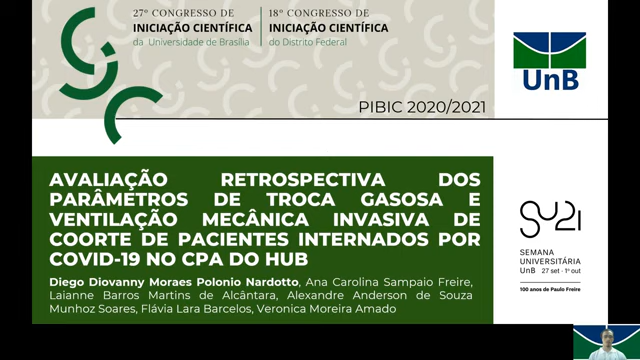 27º CONGRESSO DE
INICIAÇÃO CIENTÍFICA
da Universidade de Brasília
18º CONGRESSO DE
INICIAÇÃO CIENTÍFICA
do Distrito Federal
UnB
PIBIC 2020/2021
AVALIAÇÃO RETROSPECTIVA DOS
PARÂMETROS DE TROCA GASOSA E
VENTILAÇÃO MECÂNICA INVASIVA DE
COORTE DE PACIENTES INTERNADOS POR
COVID-19 NO CPA DO HUB
Diego Diovanny Moraes Polonio Nardotto, Ana Carolina Sampaio Freire,
Laianne Barros Martins de Alcântara, Alexandre Anderson de Souza
Munhoz Soares, Flávia Lara Barcelos, Veronica Moreira Amado
SU21
SEMANA
UNIVERSITÁRIA
UnB 27 set · 1º out
100 anos de Paulo Freire